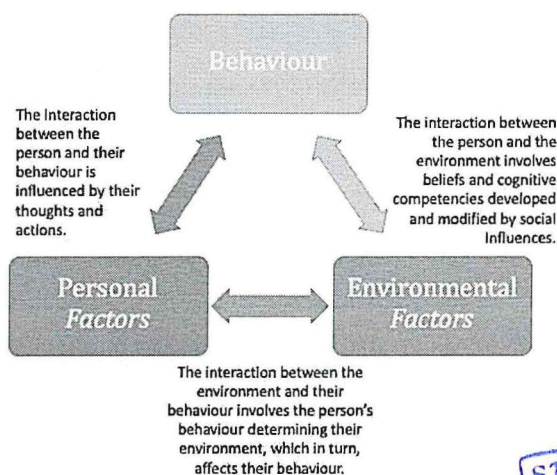 Behaviour
The Interaction
between the
person and their
behaviour is
influenced by their
thoughts and
actions.
The interaction between
the person and the
environment involves
beliefs and cognitive
competencies developed
and modified by social
Influences.
Personal
Factors
Environmental
Factors
The interaction between the
environment and their
behaviour involves the person's
behaviour determining their
environment, which in turn,
affects their behaviour.